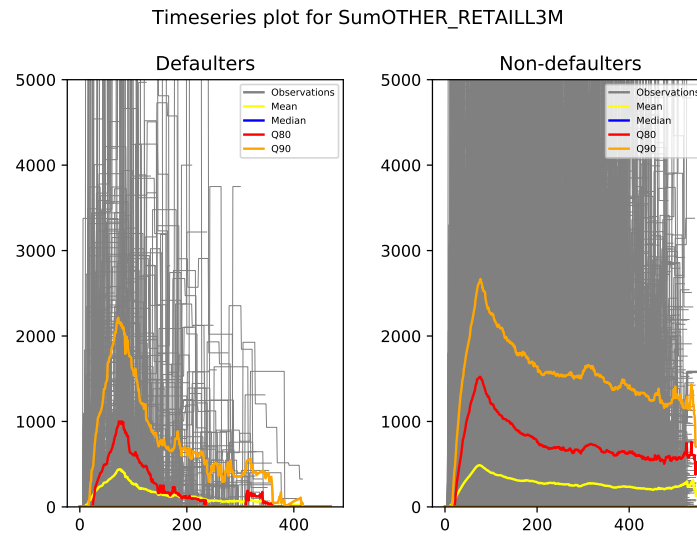 Timeseries plot for SumOTHER_RETAILL3M
Defaulters
Non-defaulters
5000
4000
3000
2000
1000
0
0
200
400
Observations
Mean
Median
Q80
Q90
5000
4000
3000
2000
1000
0
0
200
400
Observations
Mean
Median
Q80
Q90